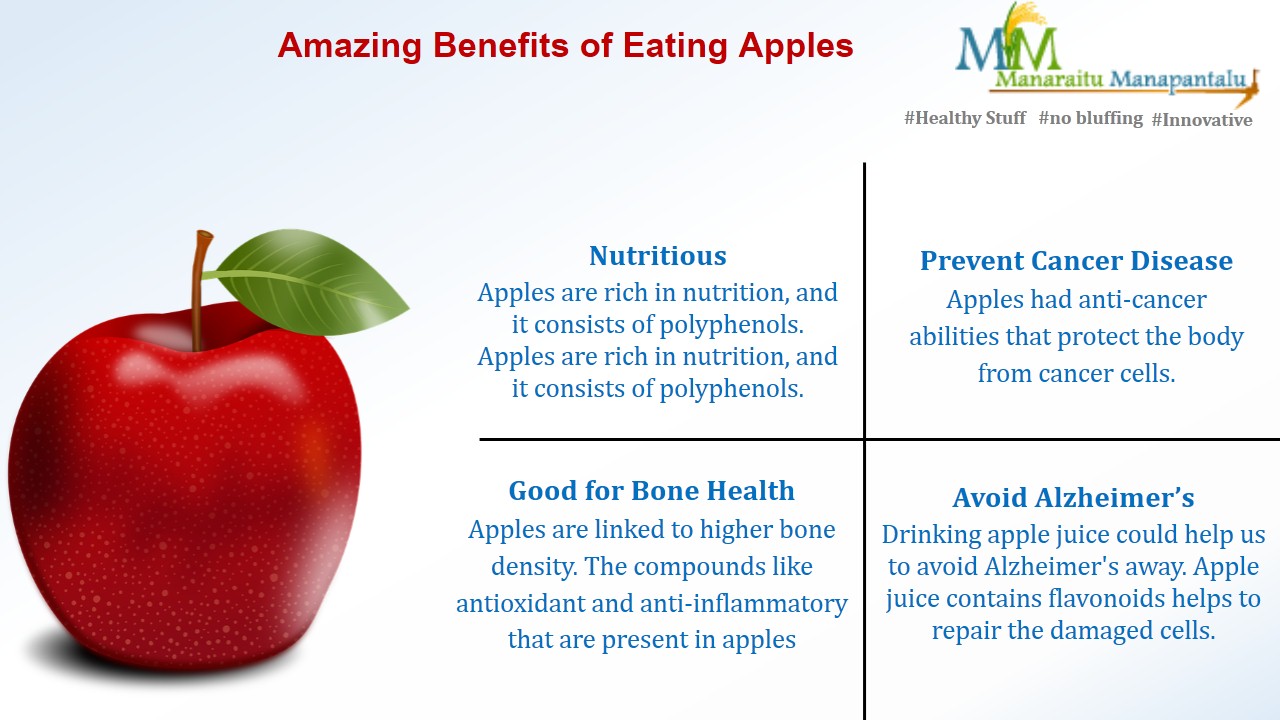 Amazing Benefits of Eating Apples
MM
Manaraitu Manapantalu
#Healthy Stuff #no bluffing #Innovative
Nutritious
Apples are rich in nutrition, and
it consists of polyphenols.
Apples are rich in nutrition, and
it consists of polyphenols.
Prevent Cancer Disease
Apples had anti-cancer
abilities that protect the body
from cancer cells.
Good for Bone Health
Apples are linked to higher bone
density. The compounds like
antioxidant and anti-inflammatory
that are present in apples
Avoid Alzheimer’s
Drinking apple juice could help us
to avoid Alzheimer's away. Apple
juice contains flavonoids helps to
repair the damaged cells.